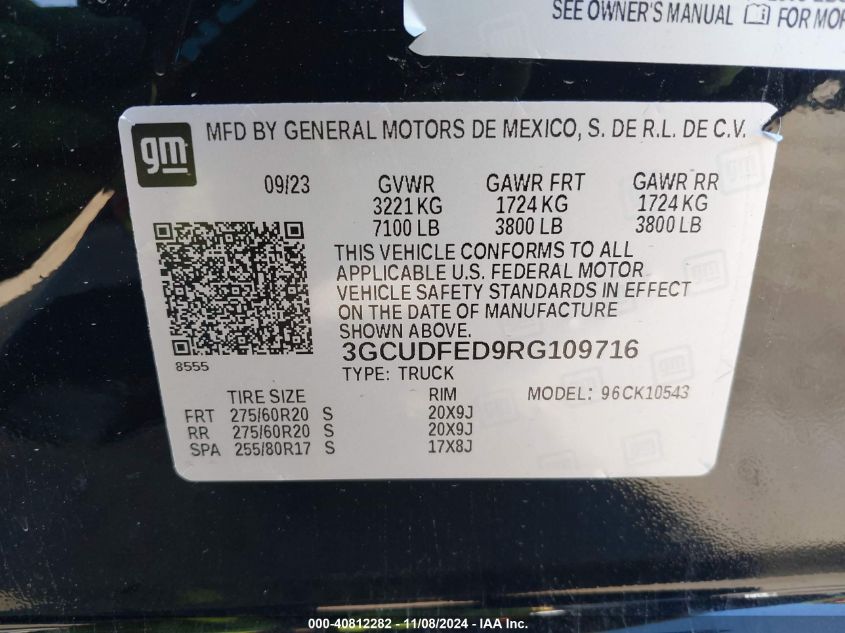 SEE OWNER'S MANUAL FOR MOR
gm
MFD BY GENERAL MOTORS DE MEXICO, S. DE R.L. DE C.V.
09/23 GVWR GAWR FRT GAWR RR
3221 KG 1724 KG 1724 KG
7100 LB 3800 LB 3800 LB
THIS VEHICLE CONFORMS TO ALL
APPLICABLE U.S. FEDERAL MOTOR
VEHICLE SAFETY STANDARDS IN EFFECT
ON THE DATE OF MANUFACTURE
SHOWN ABOVE.
3GCUDFED9RG109716
8555
TYPE: TRUCK
TIRE SIZE RIM MODEL: 96CK10543
FRT 275/60R20 S 20X9J
RR 275/60R20 S 20X9J
SPA 255/80R17 S 17X8J
000-40812282 - 11/08/2024 - IAA Inc.